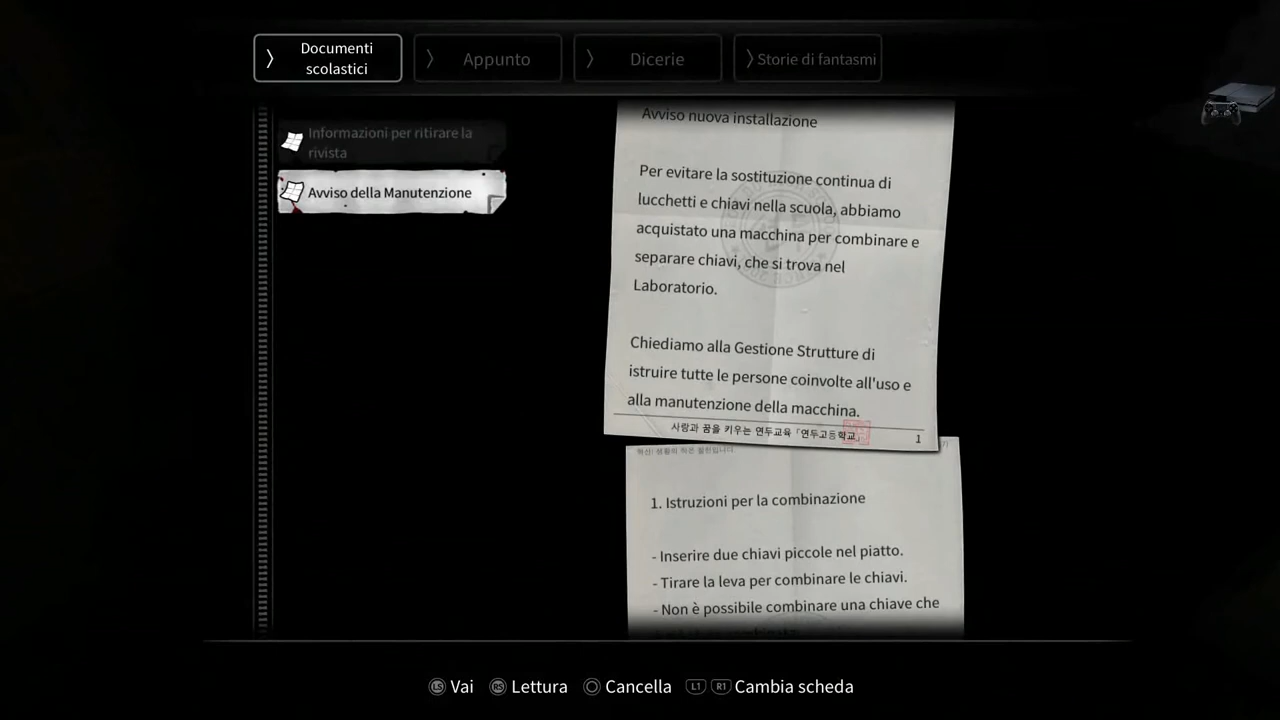 Documenti
scolastici
Appunto
Dicerie
Storie di fantasmi
Informazioni per ritirare la
rivista
Avviso della Manutenzione
Avviso nuova installazione
Per evitare la sostituzione continua di
lucchetti e chiavi nella scuola, abbiamo
acquistato una macchina per combinare e
separare chiavi, che si trova nel
Laboratorio.
Chiediamo alla Gestione Strutture di
istruire tutte le persone coinvolte all'uso e
alla manutenzione della macchina.
사랑과 꿈을 키우는 연두교육「연두고등학교」
1
1. Istruzioni per la combinazione
- Inserire due chiavi piccole nel piatto.
- Tirare la leva per combinare le chiavi.
- Non è possibile combinare una chiave che
LS Vai
RS Lettura
Cancella
L1 R1 Cambia scheda